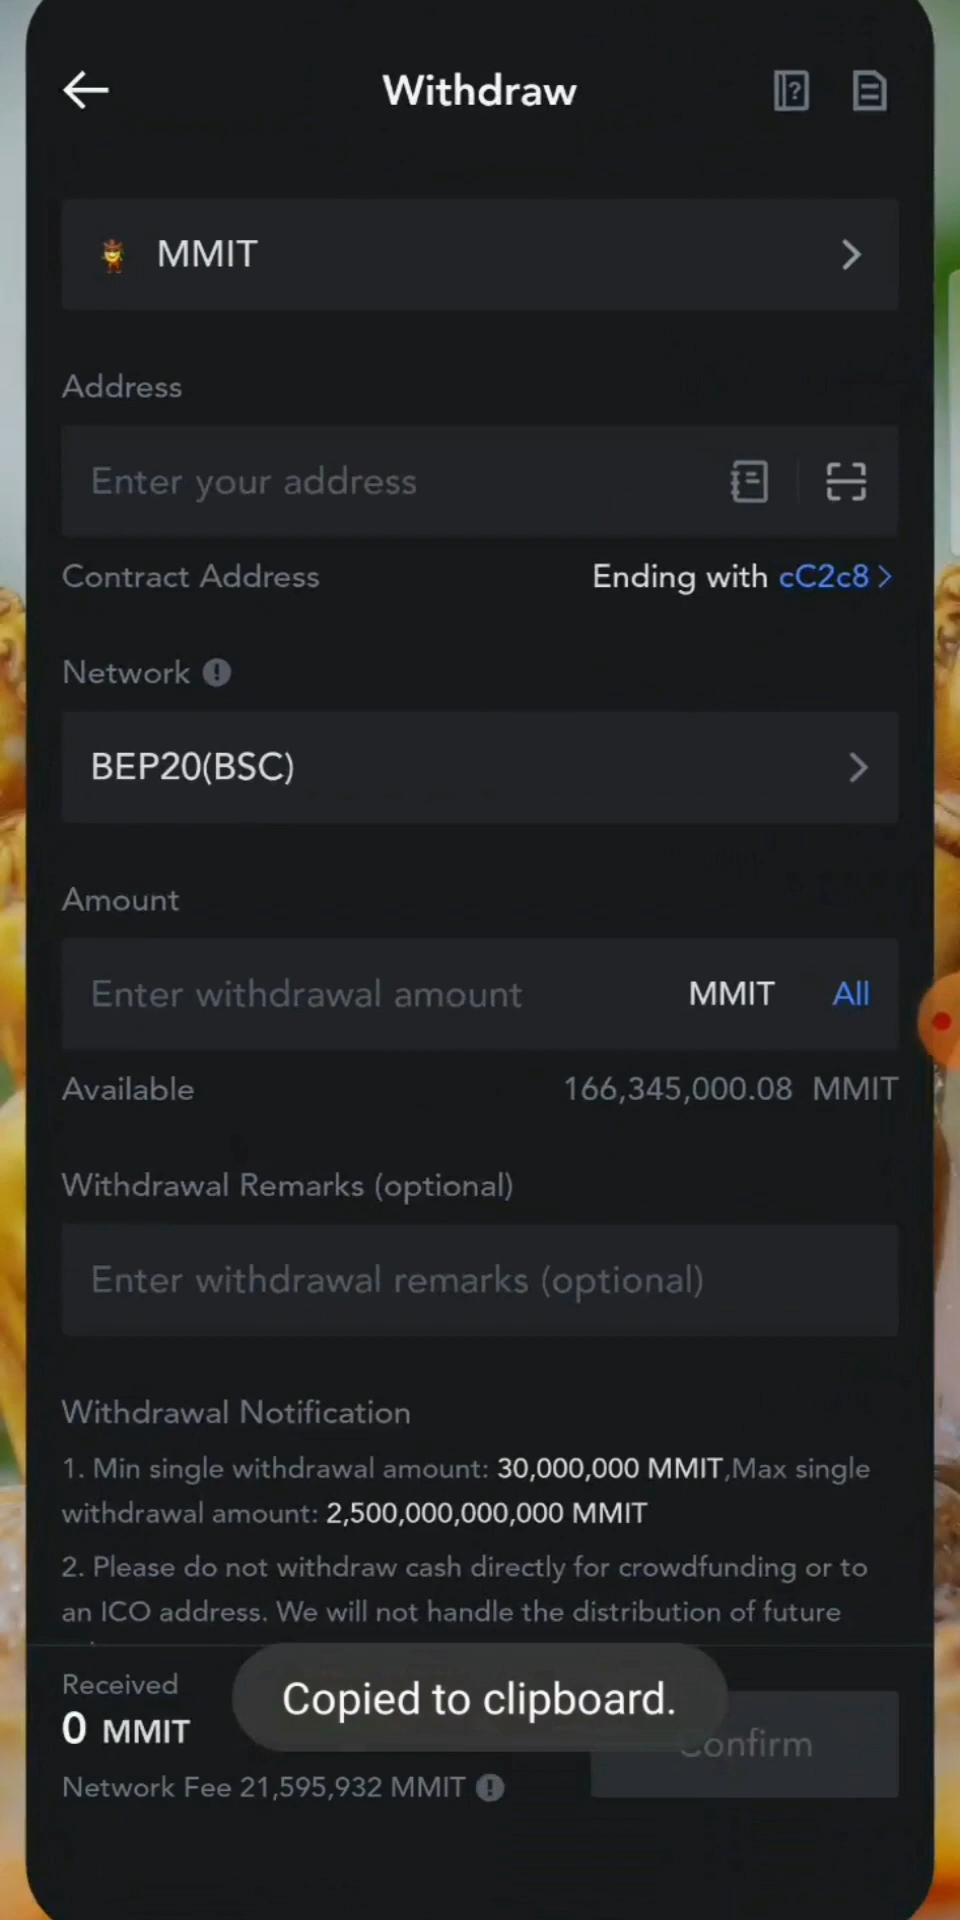 Withdraw
MMIT
Address
Enter your address
Contract Address
Ending with cC2c8 >
Network
BEP20(BSC)
Amount
Enter withdrawal amount MMIT All
Available 166,345,000.08 MMIT
Withdrawal Remarks (optional)
Enter withdrawal remarks (optional)
Withdrawal Notification
1. Min single withdrawal amount: 30,000,000 MMIT,Max single
withdrawal amount: 2,500,000,000,000 MMIT
2. Please do not withdraw cash directly for crowdfunding or to
an ICO address. We will not handle the distribution of future
Received
0 MMIT
Copied to clipboard.
Confirm
Network Fee 21,595,932 MMIT